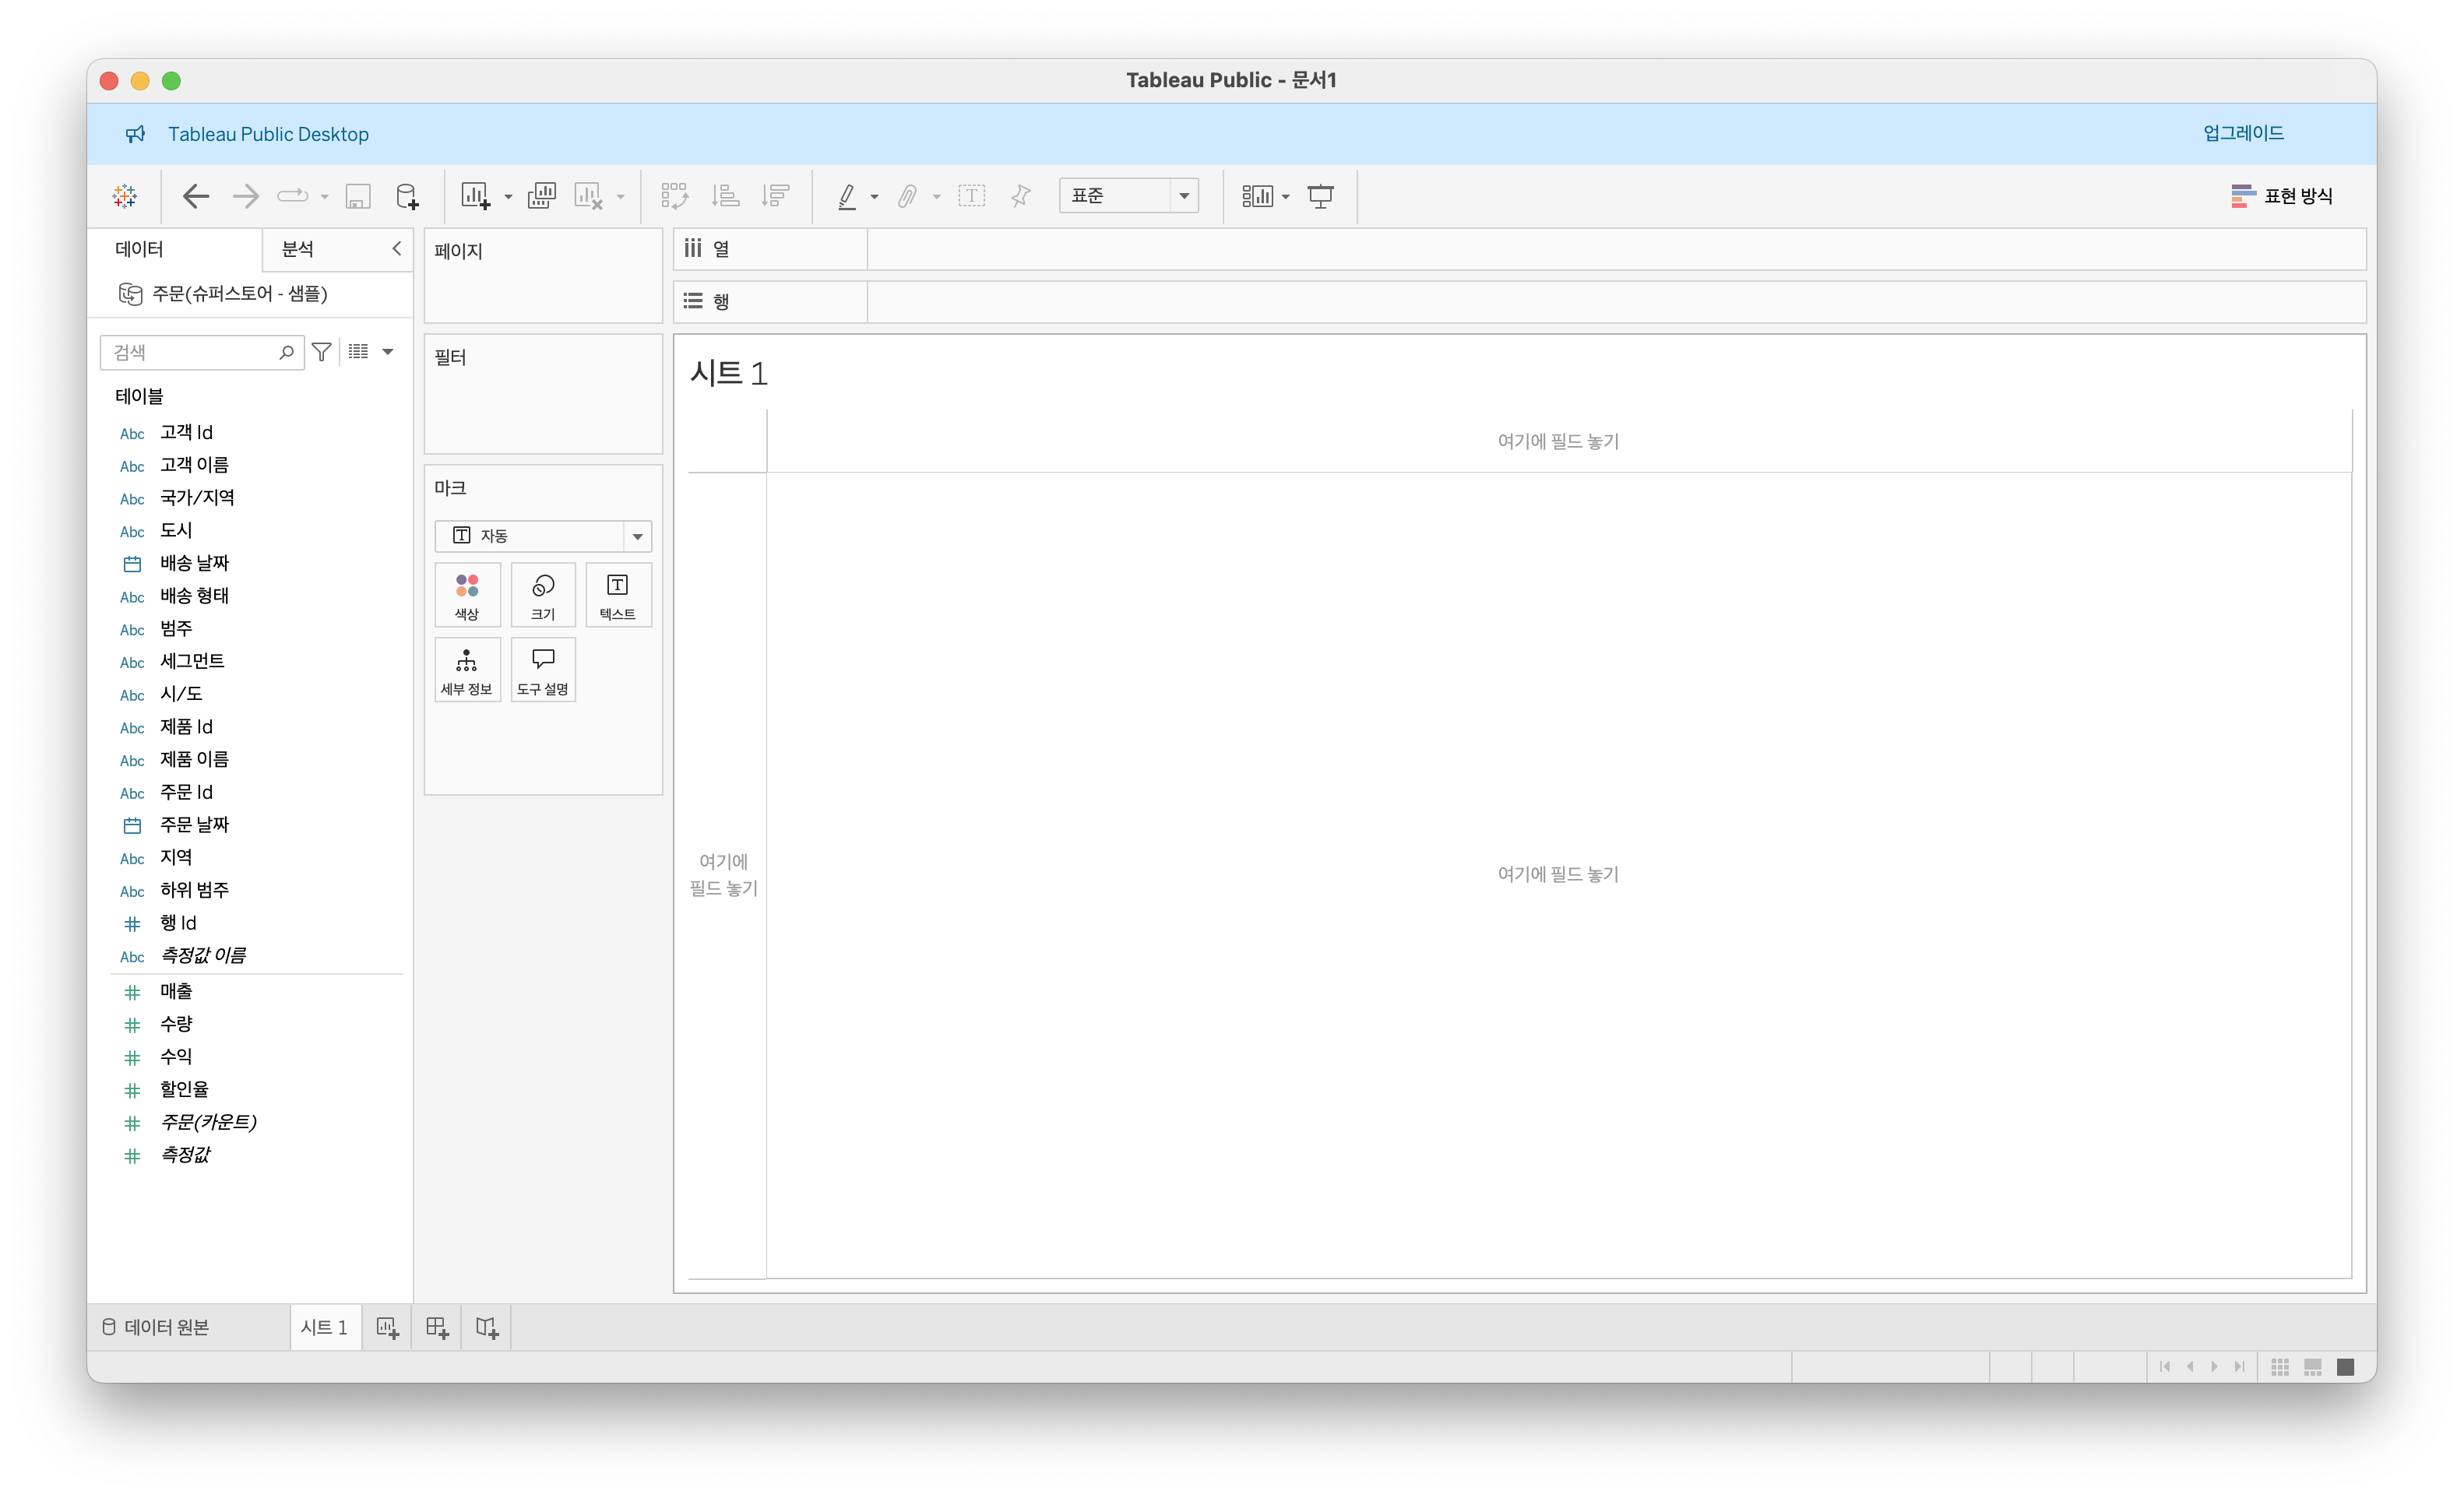 Tableau Public - 문서1
Tableau Public Desktop
업그레이드
표준
표현 방식
데이터
분석
주문(슈퍼스토어 - 샘플)
검색
테이블
Abc 고객 Id
Abc 고객 이름
Abc 국가/지역
Abc 도시
배송 날짜
Abc 배송 형태
Abc 범주
Abc 세그먼트
Abc 시/도
Abc 제품 Id
Abc 제품 이름
Abc 주문 Id
주문 날짜
Abc 지역
Abc 하위 범주
행 Id
Abc 측정값 이름
매출
수량
수익
할인율
주문(카운트)
측정값
페이지
필터
마크
자동
색상
크기
텍스트
세부 정보
도구 설명
열
행
시트 1
여기에 필드 놓기
여기에
필드 놓기
여기에 필드 놓기
데이터 원본
시트 1